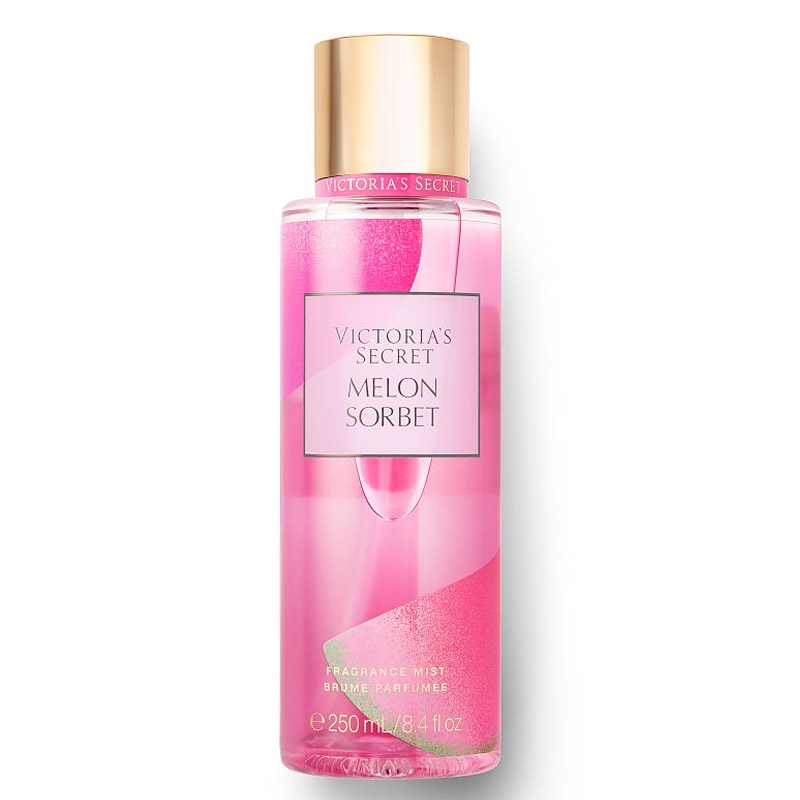 VICTORIA'S SECRET
VICTORIA'S
SECRET
MELON
SORBET
FRAGRANCE MIST
BRUME PARFUMÉE
℮ 250 mL/8.4 fl oz